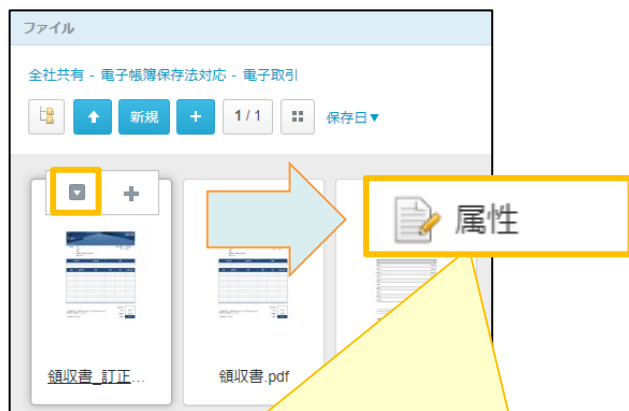 ファイル
全社共有 - 電子帳簿保存法対応 - 電子取引
新規
1 / 1
保存日▼
属性
領収書_訂正...
領収書.pdf